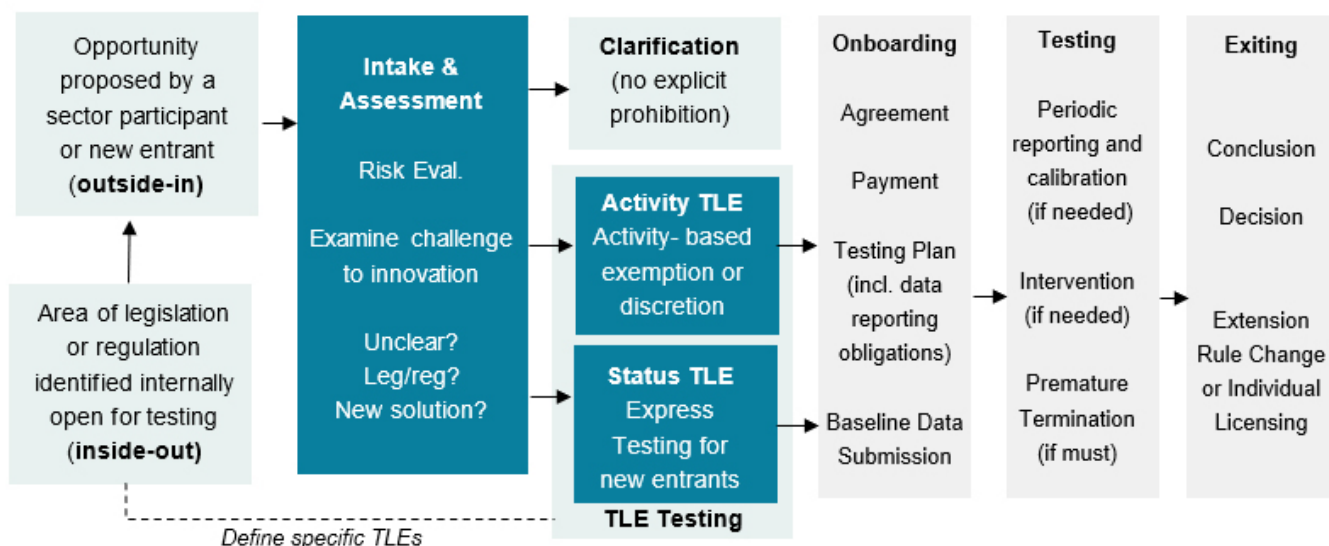 Opportunity
proposed by a
sector participant
or new entrant
(outside-in)
Area of legislation
or regulation
identified internally
open for testing
(inside-out)
Define specific TLEs
Intake &
Assessment
Risk Eval.
Examine challenge
to innovation
Unclear?
Leg/reg?
New solution?
Clarification
(no explicit
prohibition)
Activity TLE
Activity- based
exemption or
discretion
Status TLE
Express
Testing for
new entrants
TLE Testing
Onboarding
Agreement
Payment
Testing Plan
(incl. data
reporting
obligations)
Baseline Data
Submission
Testing
Periodic
reporting and
calibration
(if needed)
Intervention
(if needed)
Premature
Termination
(if must)
Exiting
Conclusion
Decision
Extension
Rule Change
or Individual
Licensing